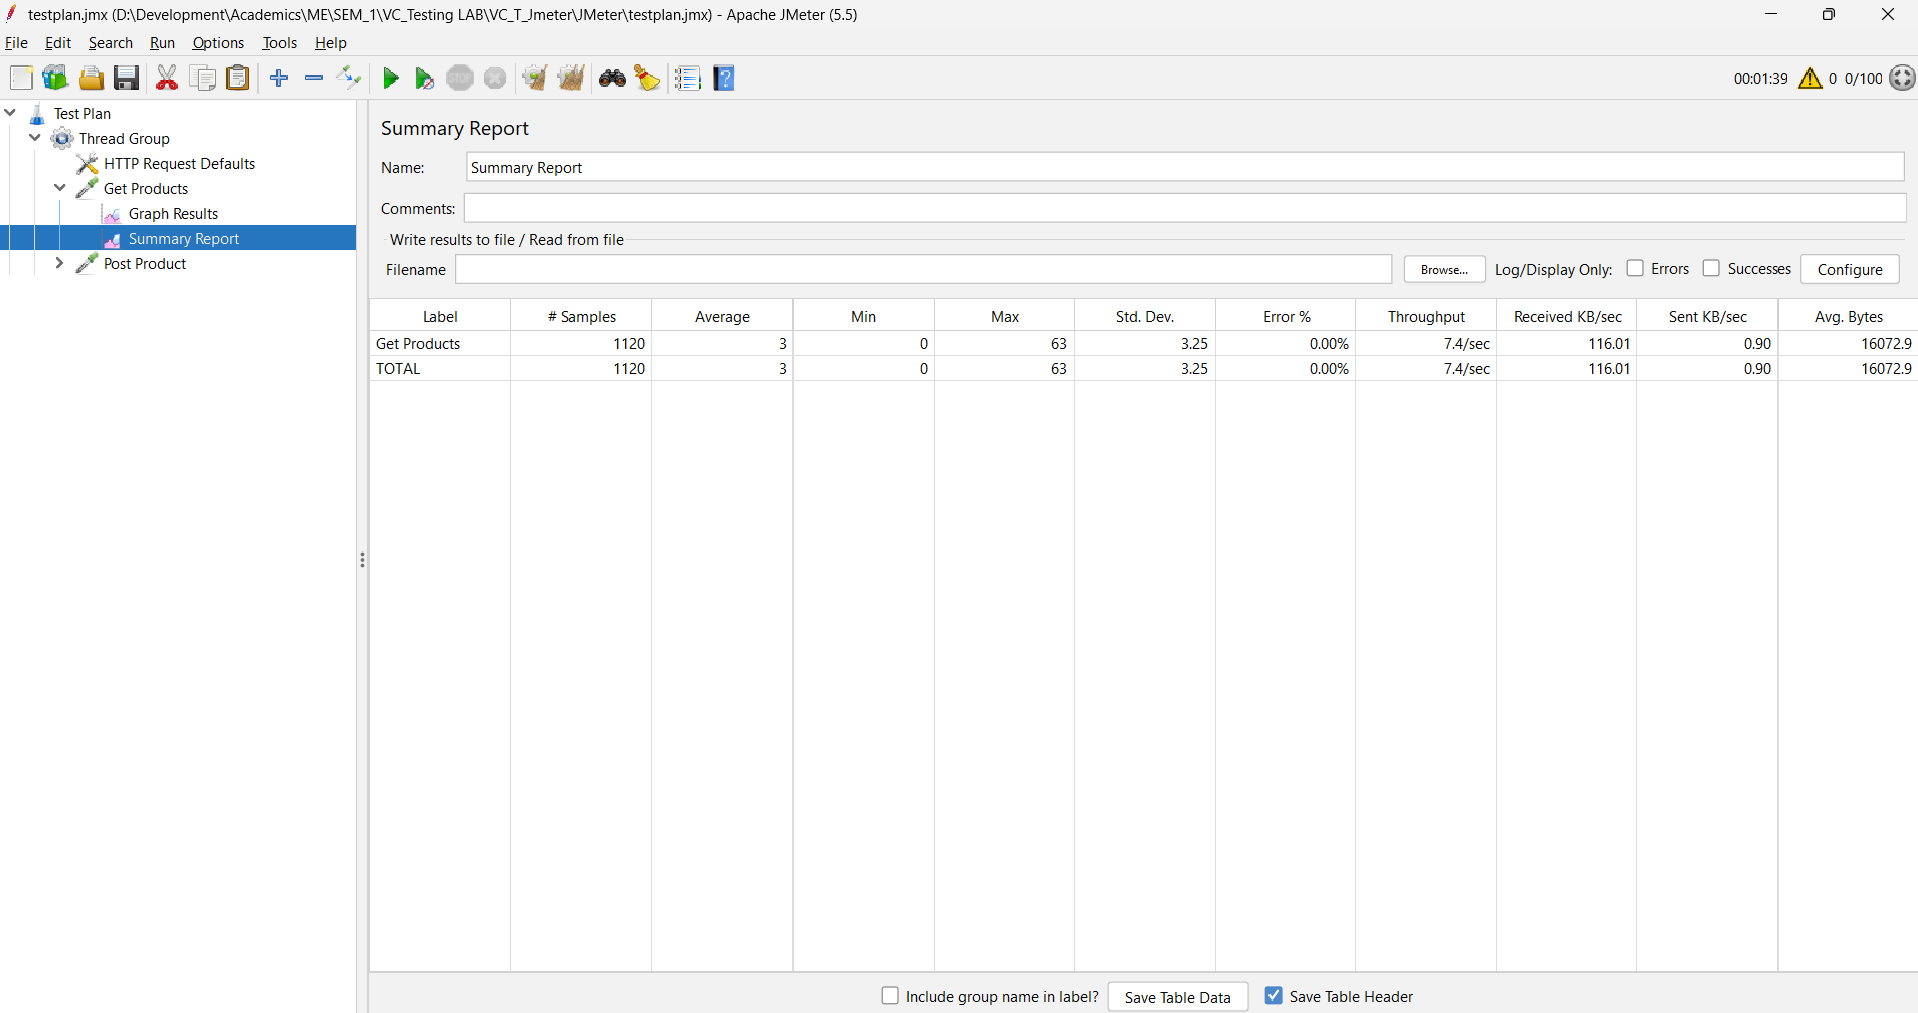 testplan.jmx (D:\Development\Academics\ME\SEM_1\VC_Testing LAB\VC_T_Jmeter\JMeter\testplan.jmx) - Apache JMeter (5.5)
File Edit Search Run Options Tools Help
STOP 00:01:39 0 0/100
Test Plan
Thread Group
HTTP Request Defaults
Get Products
Graph Results
Summary Report
Post Product
Summary Report
Name: Summary Report
Comments:
Write results to file / Read from file
Filename Browse... Log/Display Only: Errors Successes Configure
Label # Samples Average Min Max Std. Dev. Error % Throughput Received KB/sec Sent KB/sec Avg. Bytes
Get Products 1120 3 0 63 3.25 0.00% 7.4/sec 116.01 0.90 16072.9
TOTAL 1120 3 0 63 3.25 0.00% 7.4/sec 116.01 0.90 16072.9
Include group name in label? Save Table Data Save Table Header